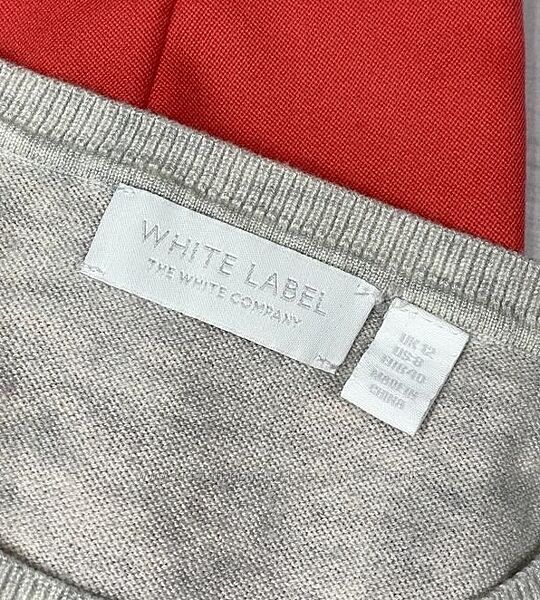 WHITE LABEL
THE WHITE COMPANY
UK 12
US 8
EUR 40
MADE IN
CHINA